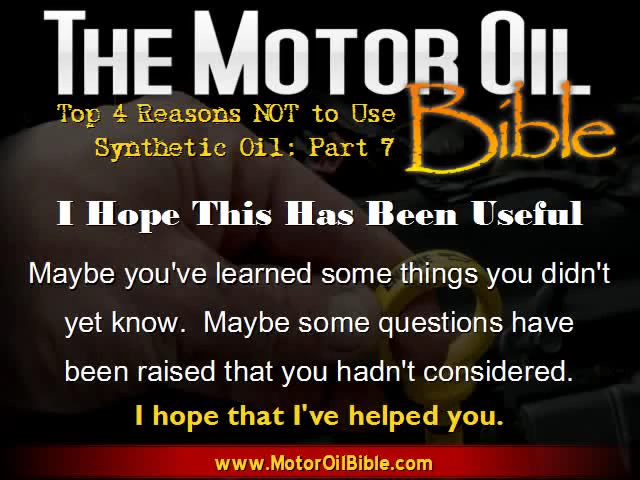 THE MOTOR OIL
Bible
Top 4 Reasons NOT to Use
Synthetic Oil: Part 7
I Hope This Has Been Useful
Maybe you've learned some things you didn't
yet know.  Maybe some questions have
been raised that you hadn't considered.
I hope that I've helped you.
www.MotorOilBible.com